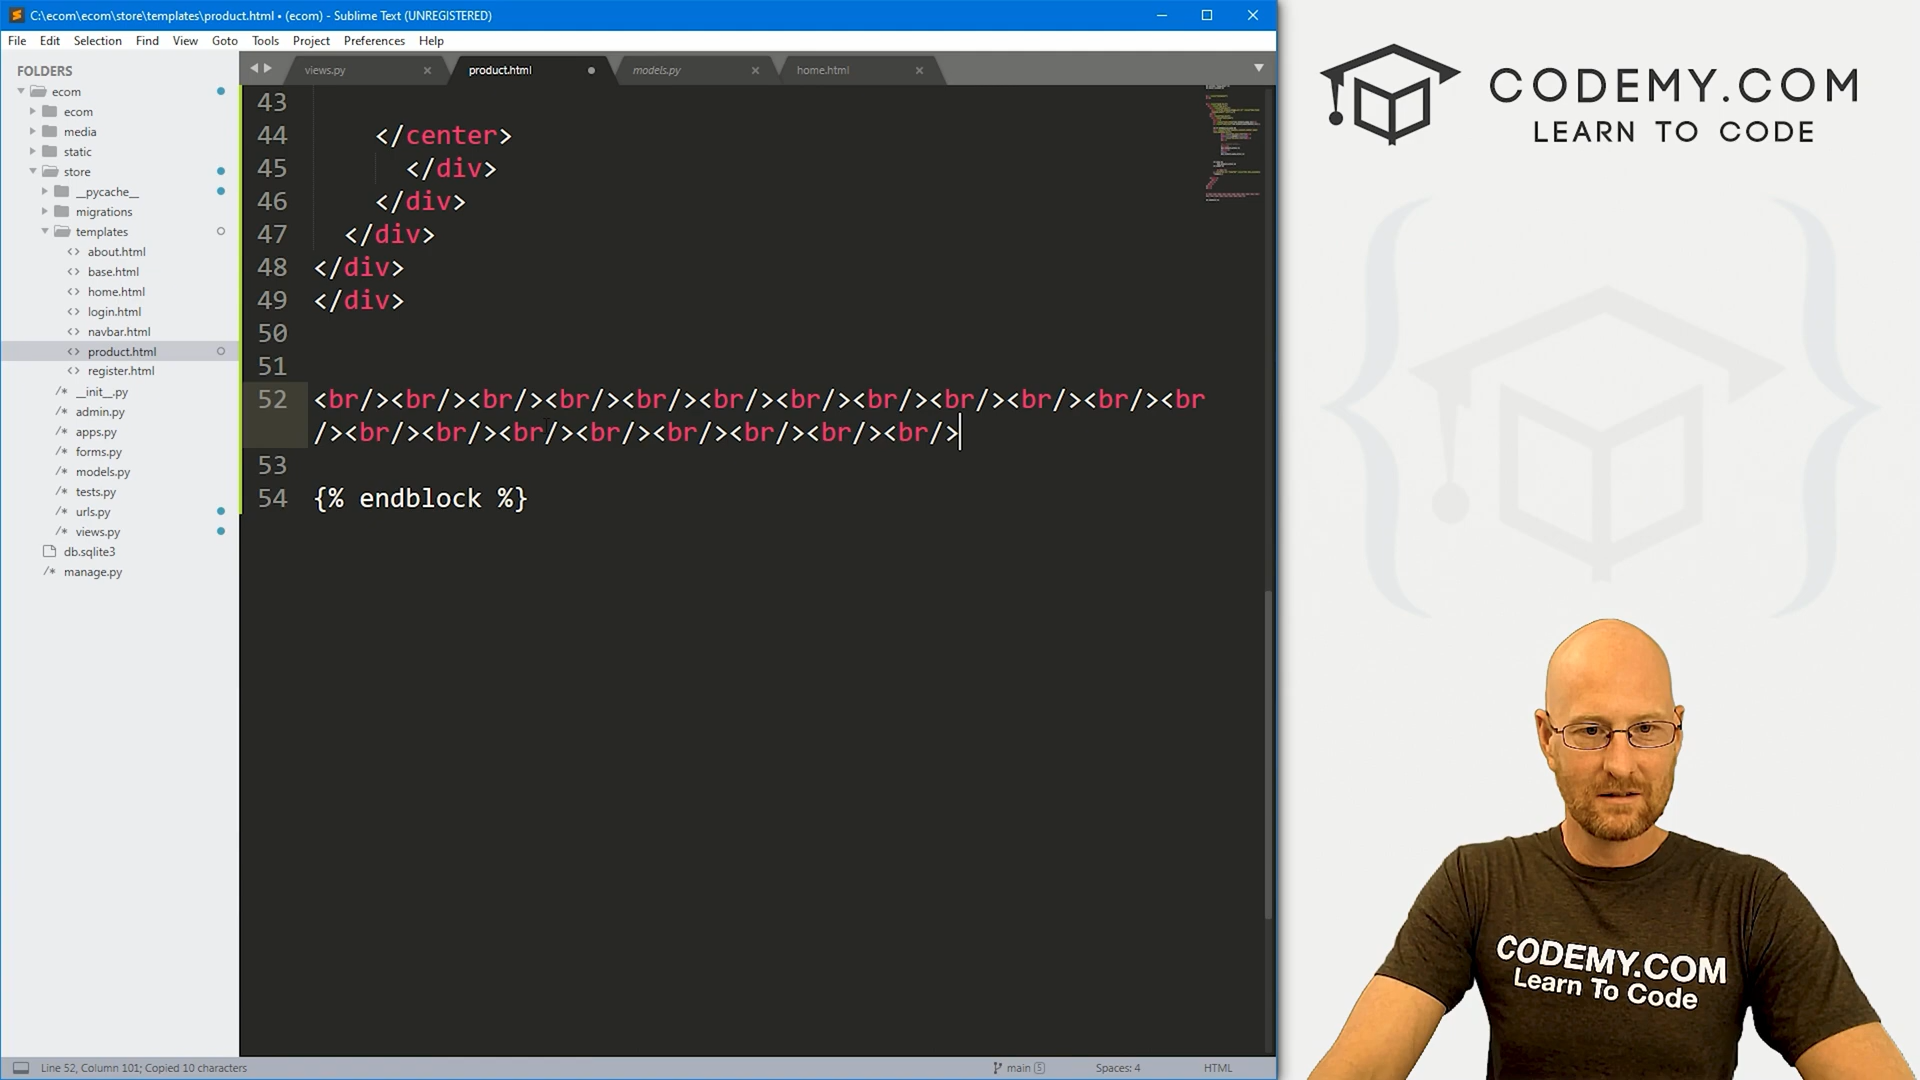 C:\ecom\ecom\store\templates\product.html • (ecom) - Sublime Text (UNREGISTERED)
File Edit Selection Find View Goto Tools Project Preferences Help
FOLDERS
ecom
ecom
media
static
store
__pycache__
migrations
templates
<> about.html
<> base.html
<> home.html
<> login.html
<> navbar.html
<> product.html
<> register.html
/* __init__.py
/* admin.py
/* apps.py
/* forms.py
/* models.py
/* tests.py
/* urls.py
/* views.py
db.sqlite3
/* manage.py
views.py product.html models.py home.html
43
44 </center>
45 </div>
46 </div>
47 </div>
48 </div>
49 </div>
50
51
52 <br/><br/><br/><br/><br/><br/><br/><br/><br/><br/><br/><br
/><br/><br/><br/><br/><br/><br/><br/><br/>
53
54 {% endblock %}
Line 52, Column 101; Copied 10 characters
main 5 Spaces: 4 HTML
CODEMY.COM
LEARN TO CODE
CODEMY.COM
Learn To Code